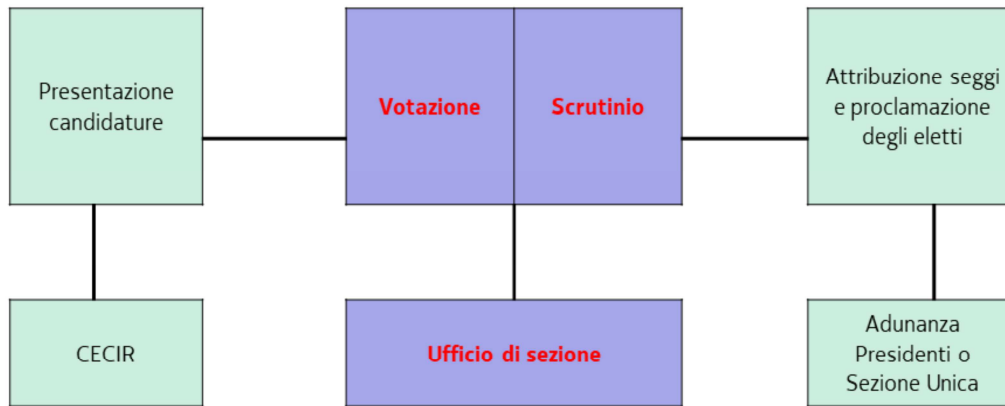 Presentazione
candidature
Votazione
Scrutinio
Attribuzione seggi
e proclamazione
degli eletti
CECIR
Ufficio di sezione
Adunanza
Presidenti o
Sezione Unica